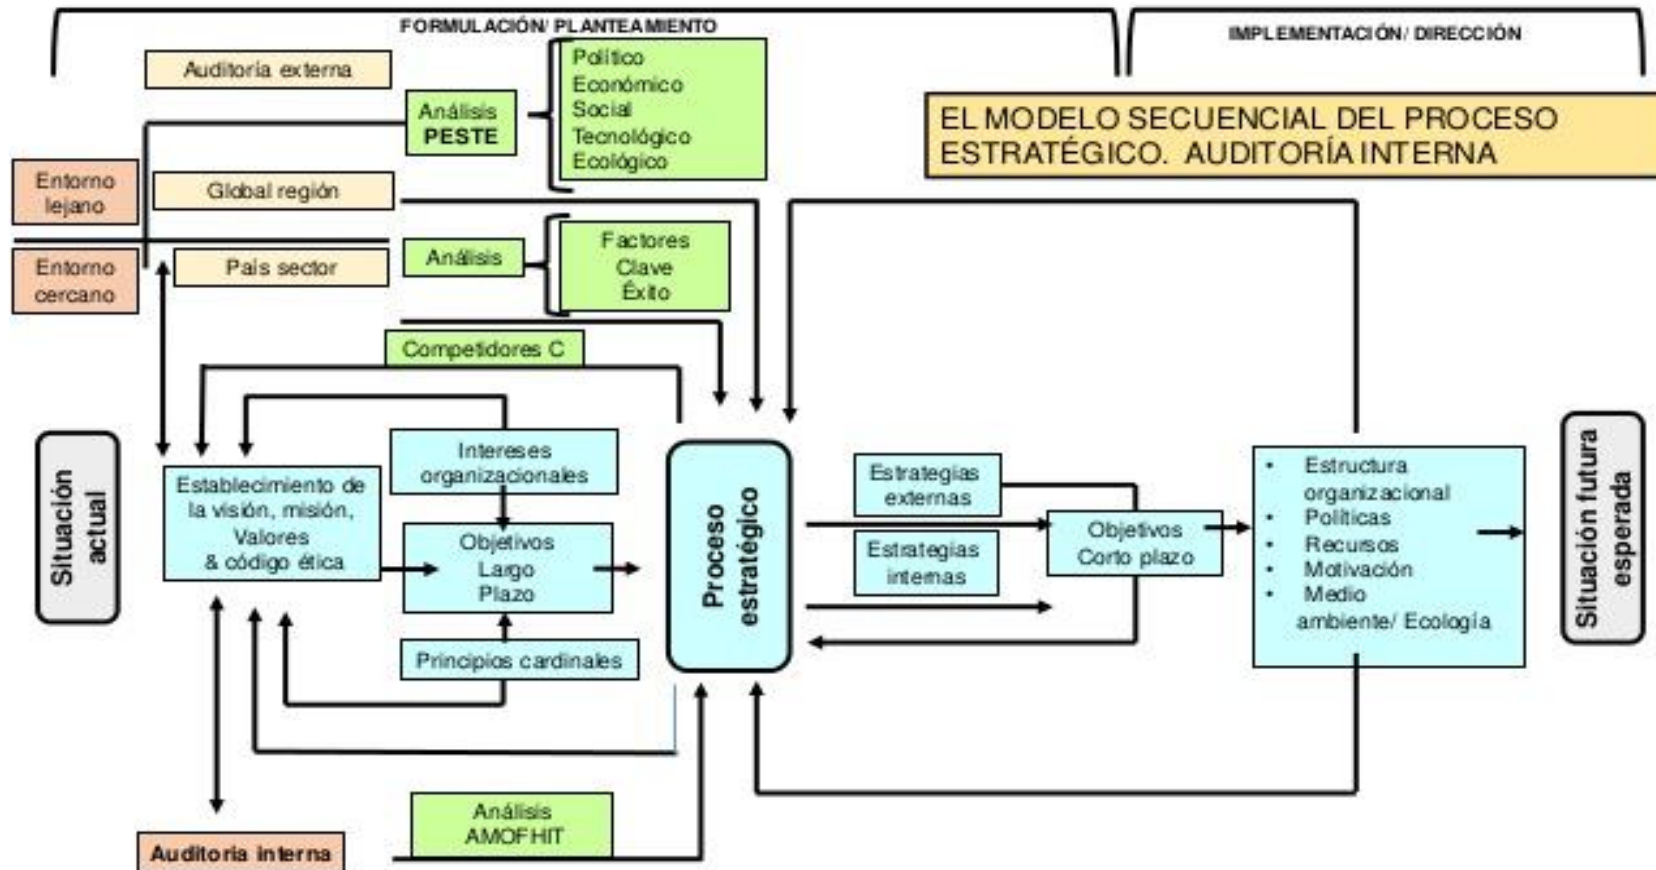 FORMULACIÓN/ PLANTEAMIENTO
IMPLEMENTACIÓN/ DIRECCIÓN
EL MODELO SECUENCIAL DEL PROCESO
ESTRATÉGICO. AUDITORÍA INTERNA
Auditoría externa
Análisis
PESTE
Político
Económico
Social
Tecnológico
Ecológico
Entorno
lejano
Global región
Entorno
cercano
País sector
Análisis
Factores
Clave
Éxito
Competidores C
Situación
actual
Establecimiento de
la visión, misión,
Valores
& código ética
Intereses
organizacionales
Objetivos
Largo
Plazo
Principios cardinales
Proceso
estratégico
Estrategias
externas
Estrategias
internas
Objetivos
Corto plazo
• Estructura
organizacional
• Políticas
• Recursos
• Motivación
• Medio
ambiente/ Ecología
Situación futura
esperada
Análisis
AMOFHIT
Auditoría interna